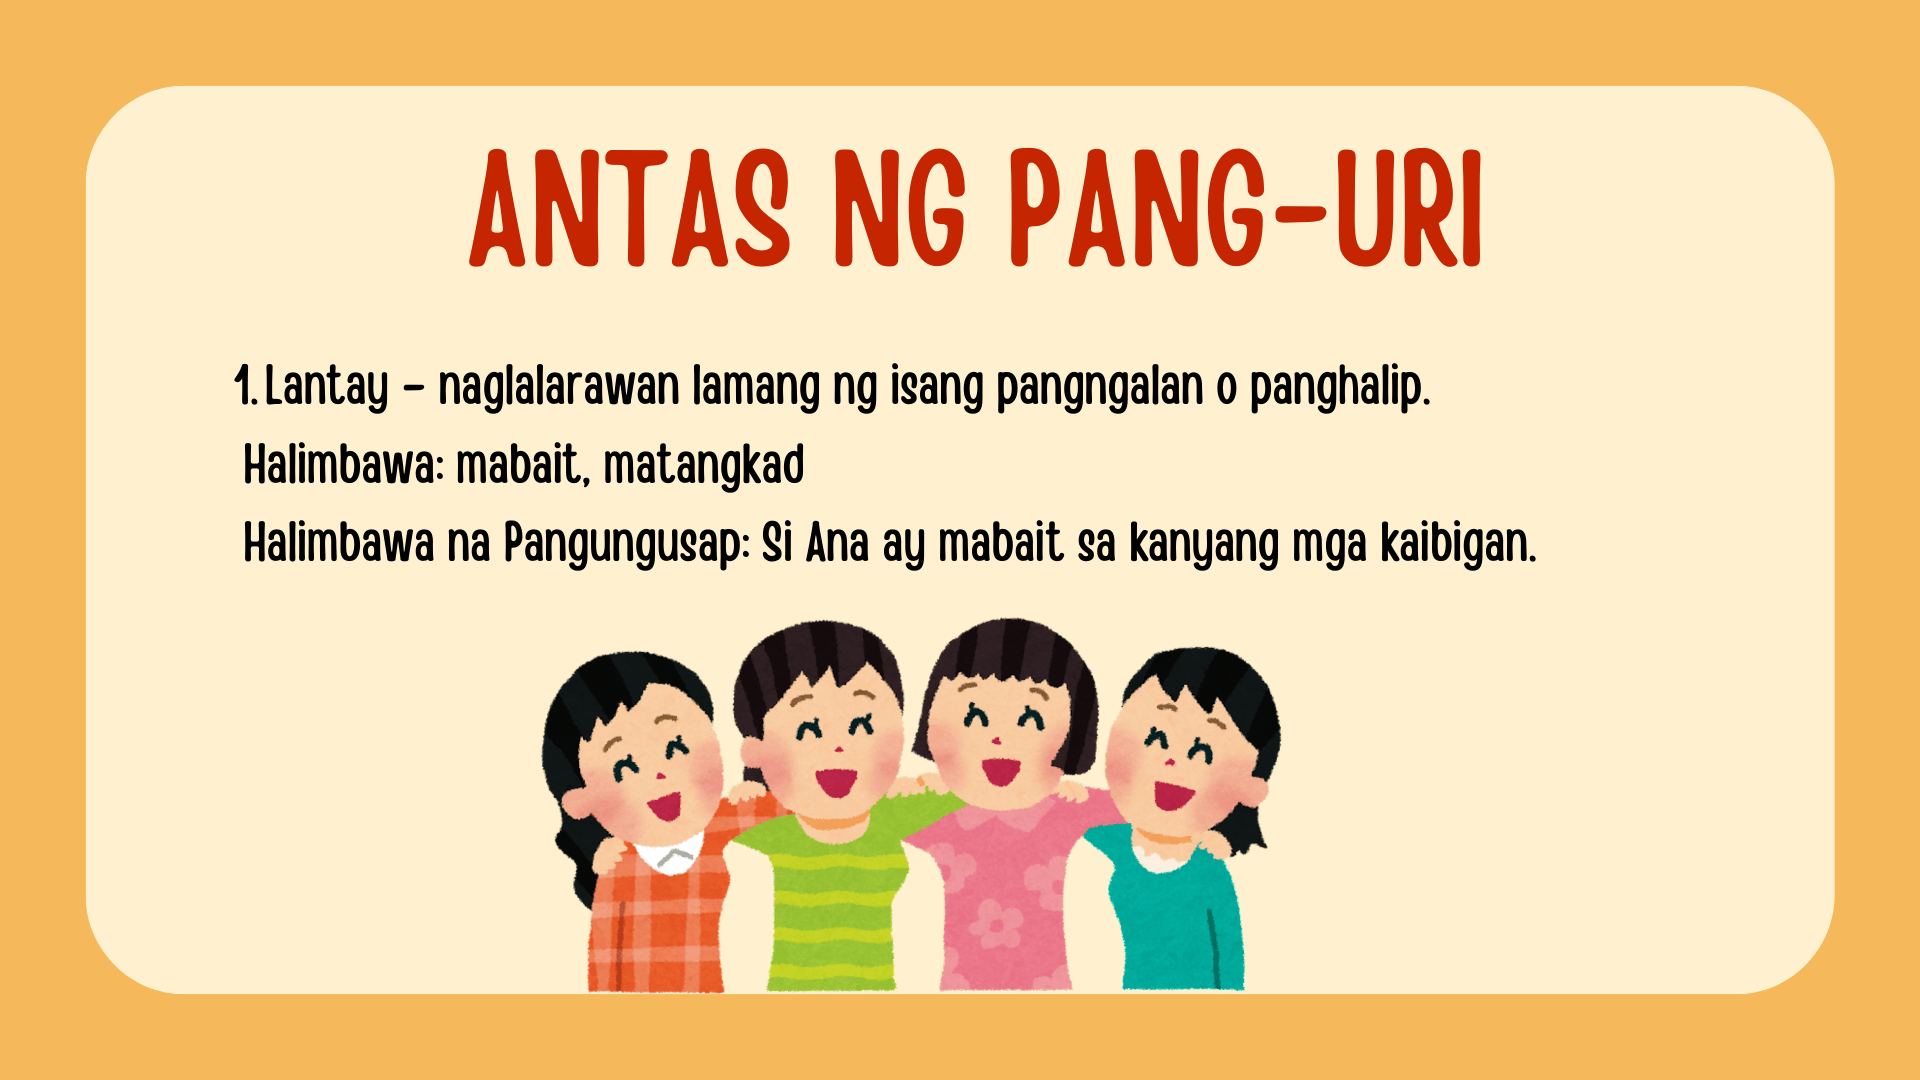 ANTAS NG PANG-URI
1. Lantay - naglalarawan lamang ng isang pangngalan o panghalip.
Halimbawa: mabait, matangkad
Halimbawa na Pangungusap: Si Ana ay mabait sa kanyang mga kaibigan.